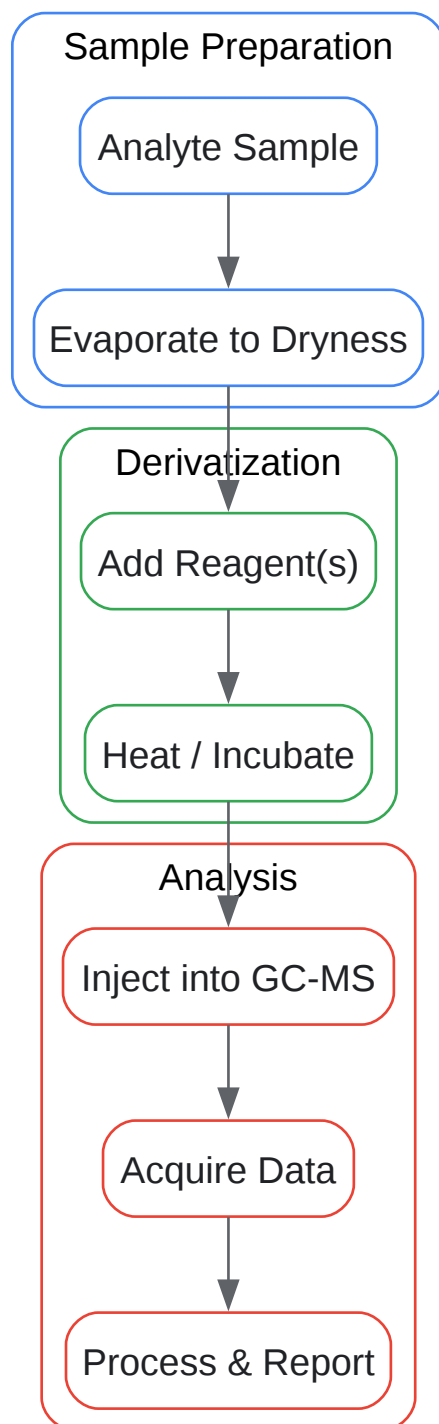 Sample Preparation
Analyte Sample
Evaporate to Dryness
Derivatization
Add Reagent(s)
Heat / Incubate
Analysis
Inject into GC-MS
Acquire Data
Process & Report